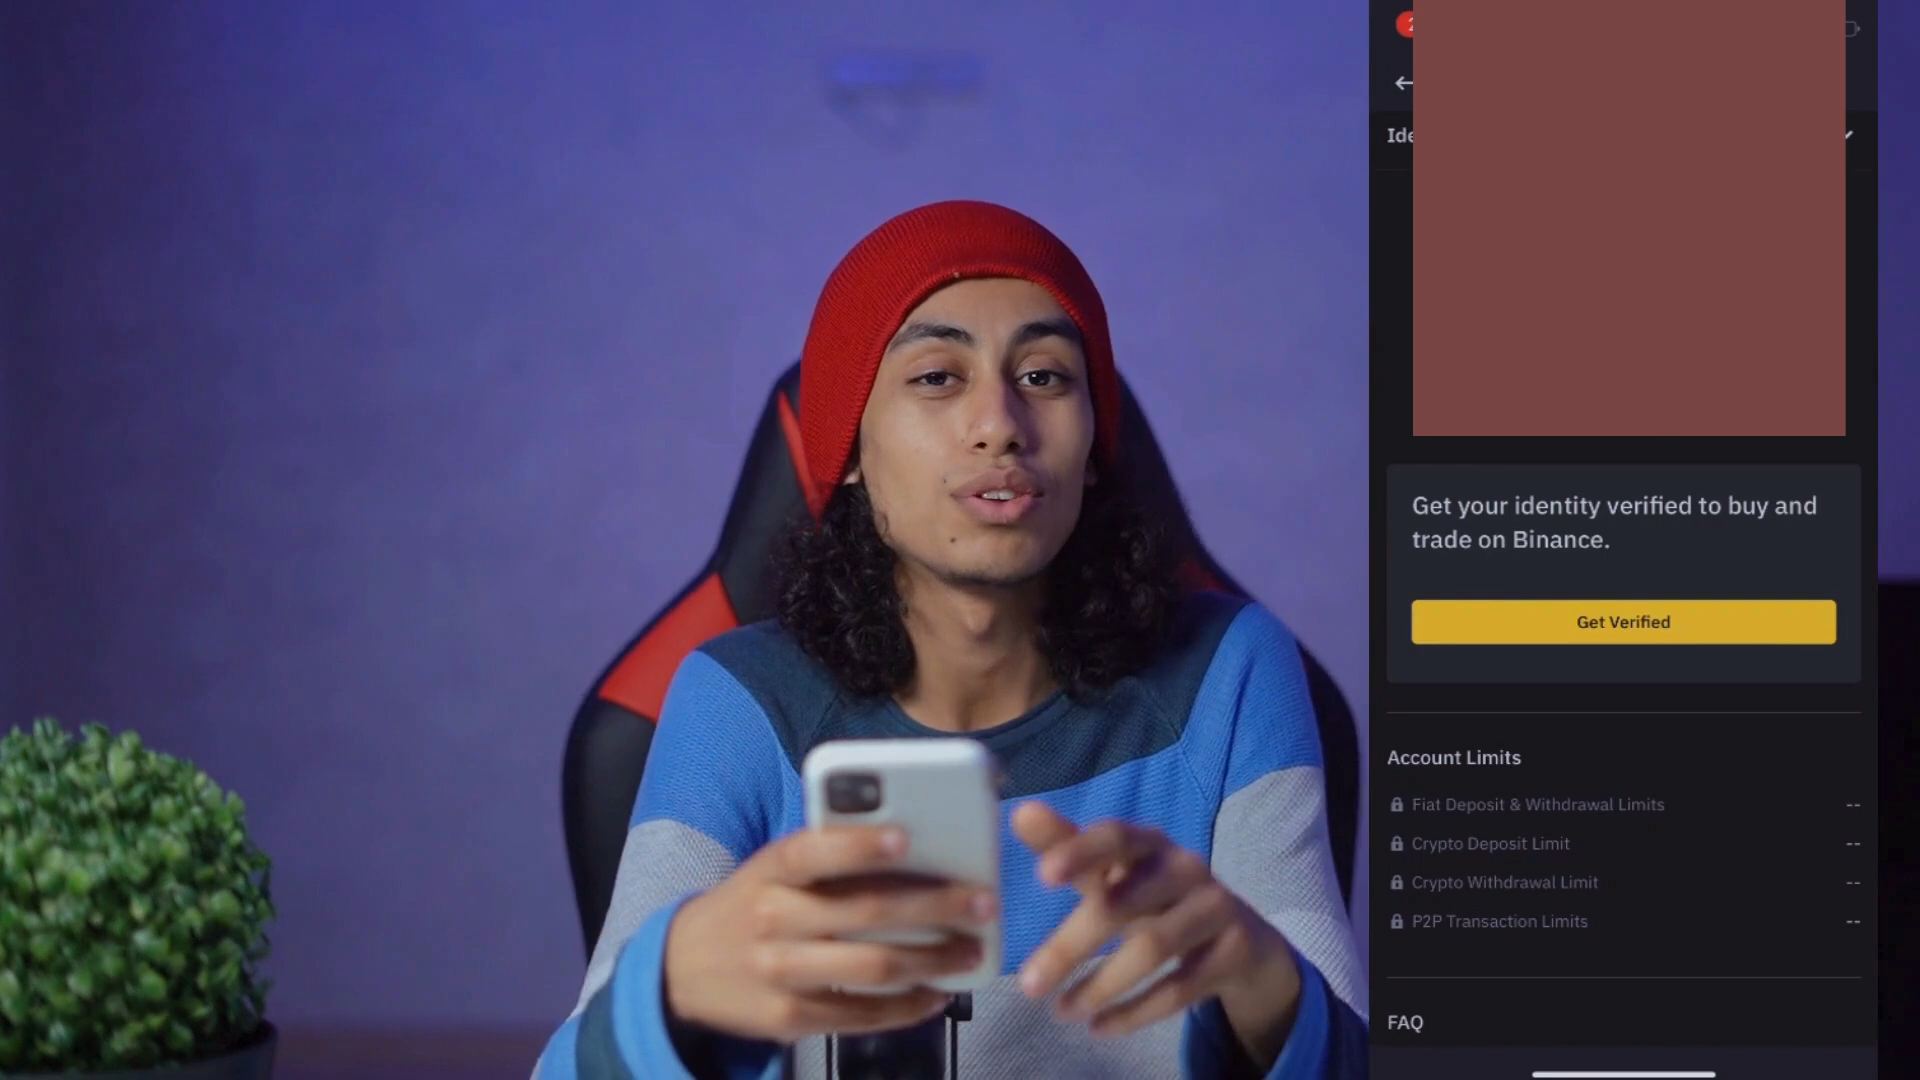 Get your identity verified to buy and
trade on Binance.
Get Verified
Account Limits
Fiat Deposit & Withdrawal Limits --
Crypto Deposit Limit --
Crypto Withdrawal Limit --
P2P Transaction Limits --
FAQ